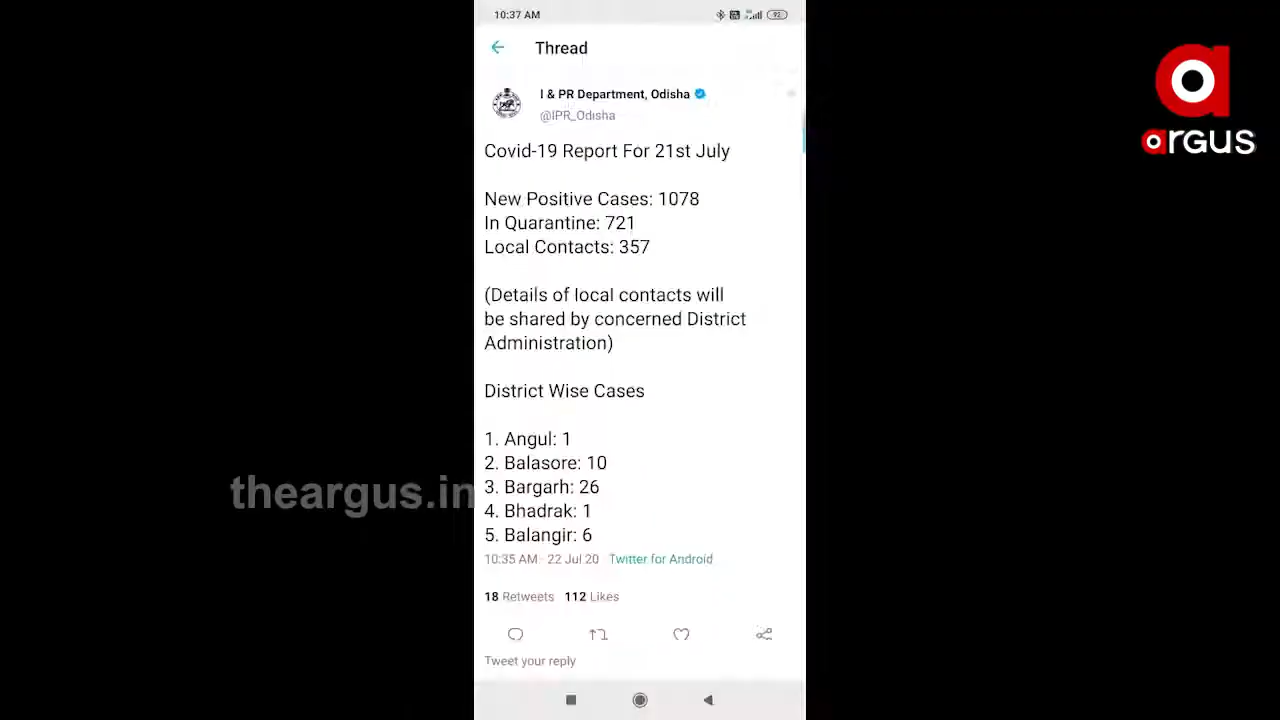 10:37 AM
92
Thread
I & PR Department, Odisha
@IPR_Odisha
argus
Covid-19 Report For 21st July
New Positive Cases: 1078
In Quarantine: 721
Local Contacts: 357
(Details of local contacts will
be shared by concerned District
Administration)
District Wise Cases
1. Angul: 1
2. Balasore: 10
3. Bargarh: 26
4. Bhadrak: 1
5. Balangir: 6
theargus.in
10:35 AM · 22 Jul 20 Twitter for Android
18 Retweets 112 Likes
Tweet your reply